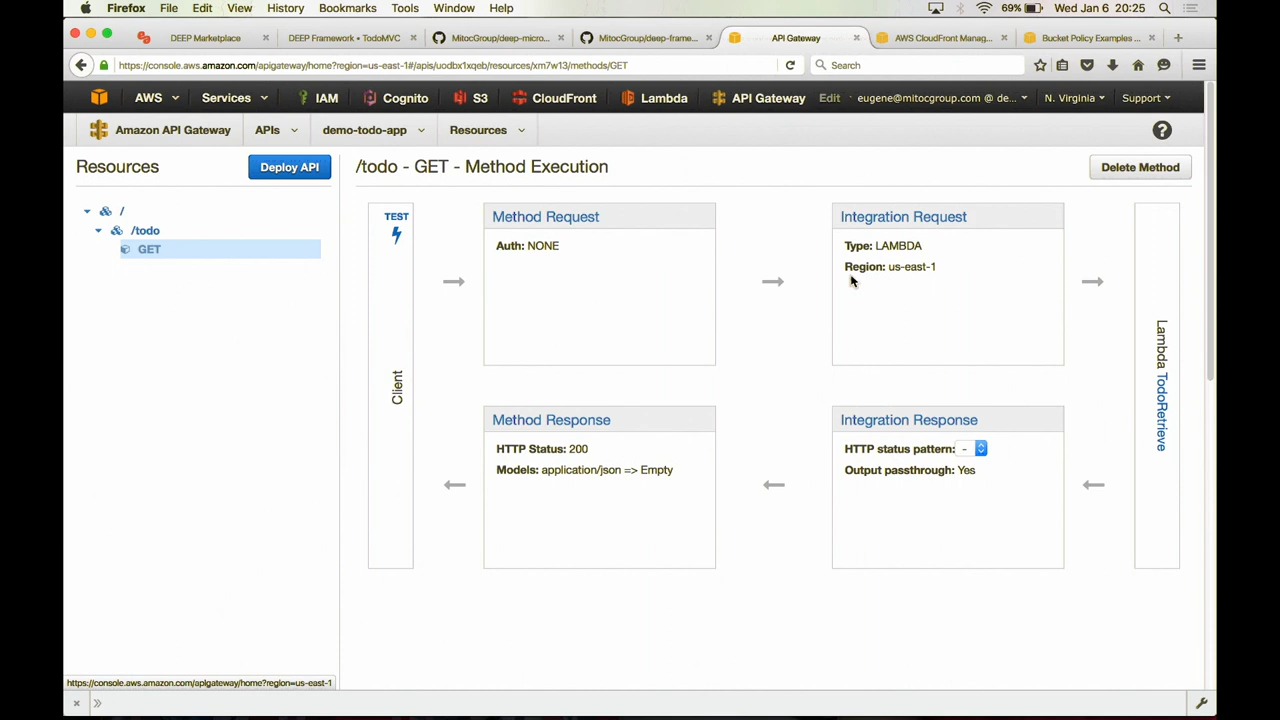 Firefox File Edit View History Bookmarks Tools Window Help 69% Wed Jan 6 20:25
DEEP Marketplace × DEEP Framework • TodoMVC × MitocGroup/deep-micro... × MitocGroup/deep-frame... × API Gateway × AWS CloudFront Manag... × Bucket Policy Examples ... × +
https://console.aws.amazon.com/apigateway/home?region=us-east-1#/apis/uodbx1xqeb/resources/xm7w13/methods/GET Search
AWS Services IAM Cognito S3 CloudFront Lambda API Gateway Edit eugene@mitocgroup.com @ de... N. Virginia Support
Amazon API Gateway APIs demo-todo-app Resources ?
Resources Deploy API /todo - GET - Method Execution Delete Method
/
/todo
GET
TEST
Client
Method Request
Auth: NONE
Integration Request
Type: LAMBDA
Region: us-east-1
Lambda TodoRetrieve
Method Response
HTTP Status: 200
Models: application/json => Empty
Integration Response
HTTP status pattern: -
Output passthrough: Yes
https://console.aws.amazon.com/apigateway/home?region=us-east-1
× »